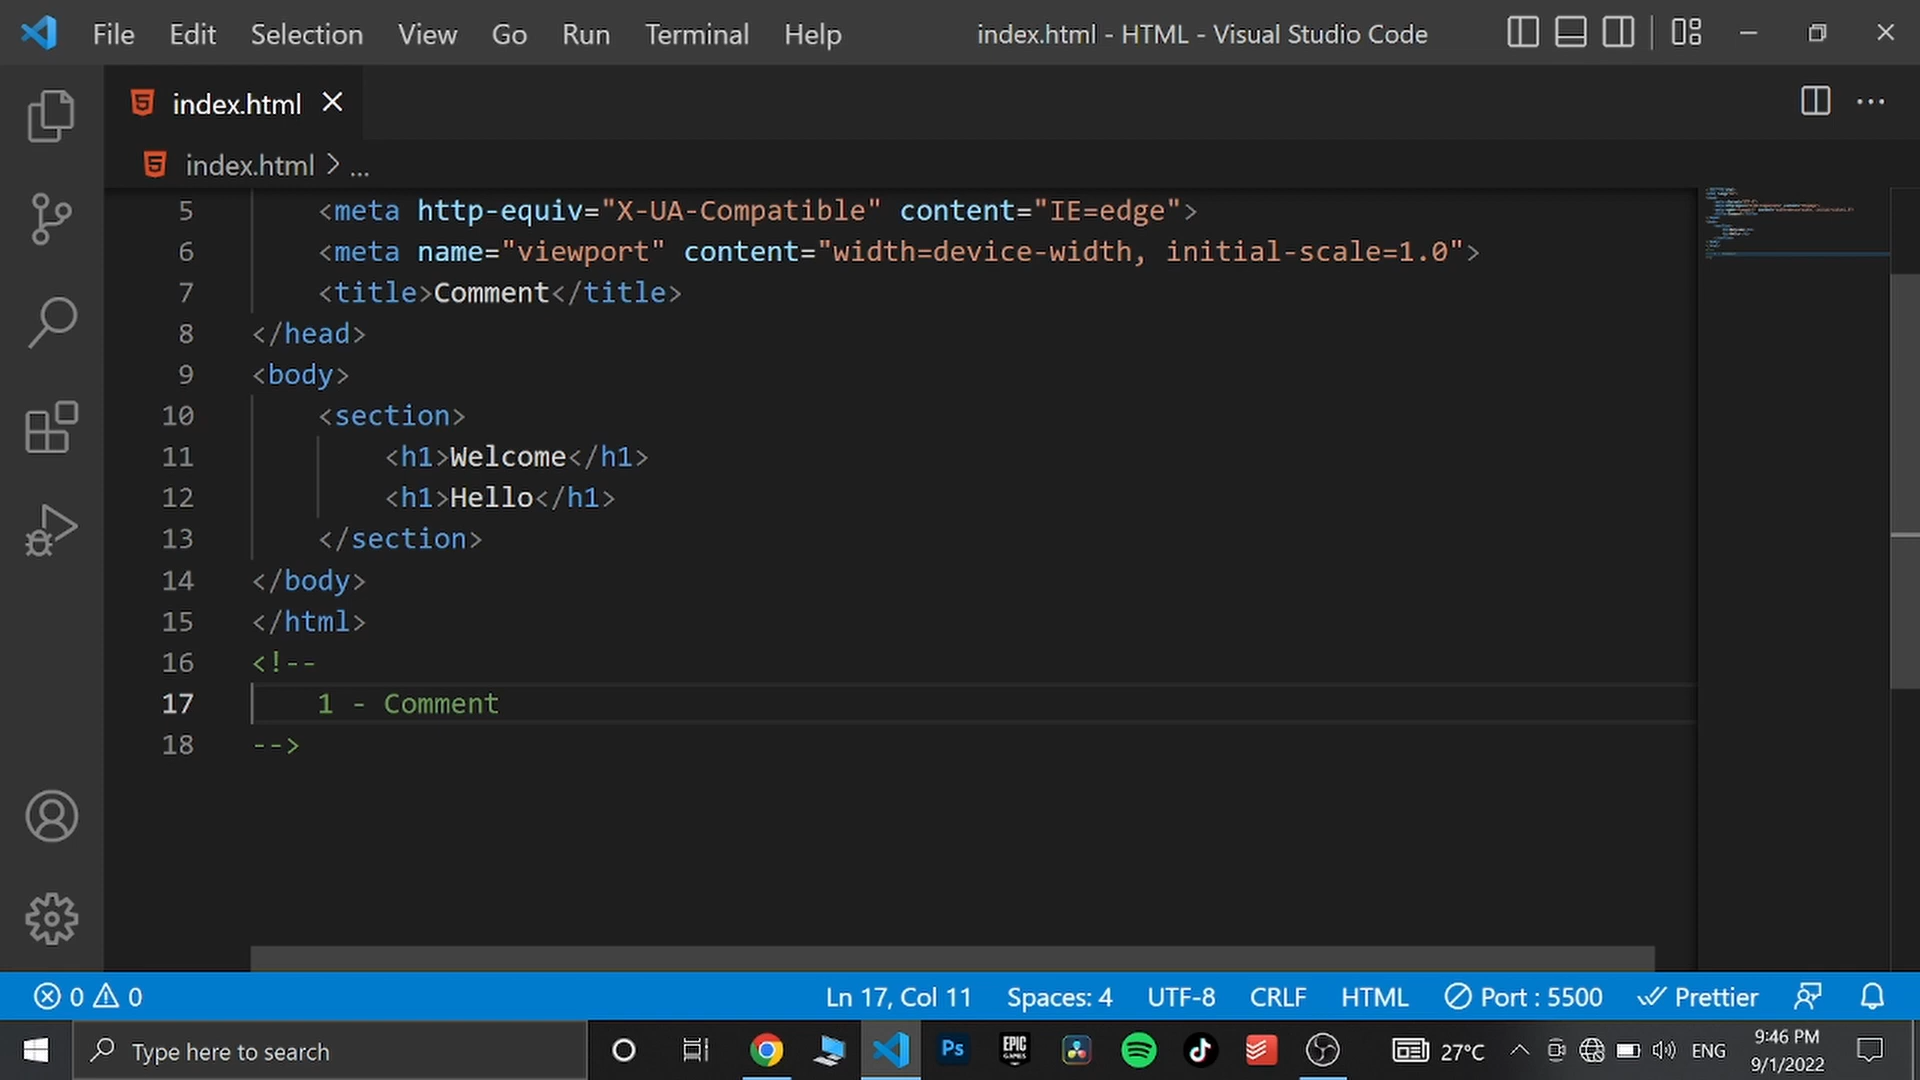 File Edit Selection View Go Run Terminal Help index.html - HTML - Visual Studio Code
index.html
index.html > ...
5 <meta http-equiv="X-UA-Compatible" content="IE=edge">
6 <meta name="viewport" content="width=device-width, initial-scale=1.0">
7 <title>Comment</title>
8 </head>
9 <body>
10 <section>
11 <h1>Welcome</h1>
12 <h1>Hello</h1>
13 </section>
14 </body>
15 </html>
16 <!--
17 1 - Comment
18 -->
0 0 Ln 17, Col 11 Spaces: 4 UTF-8 CRLF HTML Port : 5500 Prettier
Type here to search Ps EPIC GAMES 27°C ENG 9:46 PM
9/1/2022